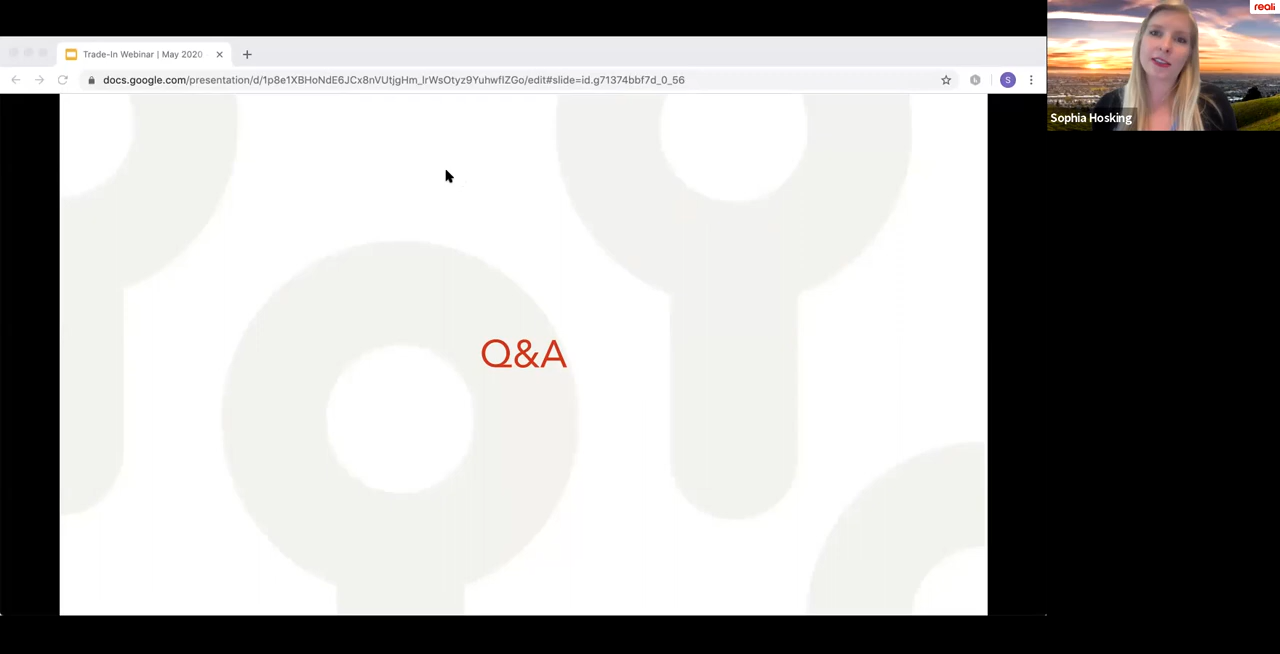 reali
Trade-In Webinar | May 2020
docs.google.com/presentation/d/1p8e1XBHoNdE6JCx8nVUtjgHm_IrWsOtyz9YuhwfIZGo/edit#slide=id.g71374bbf7d_0_56
S
Sophia Hosking
Q&A